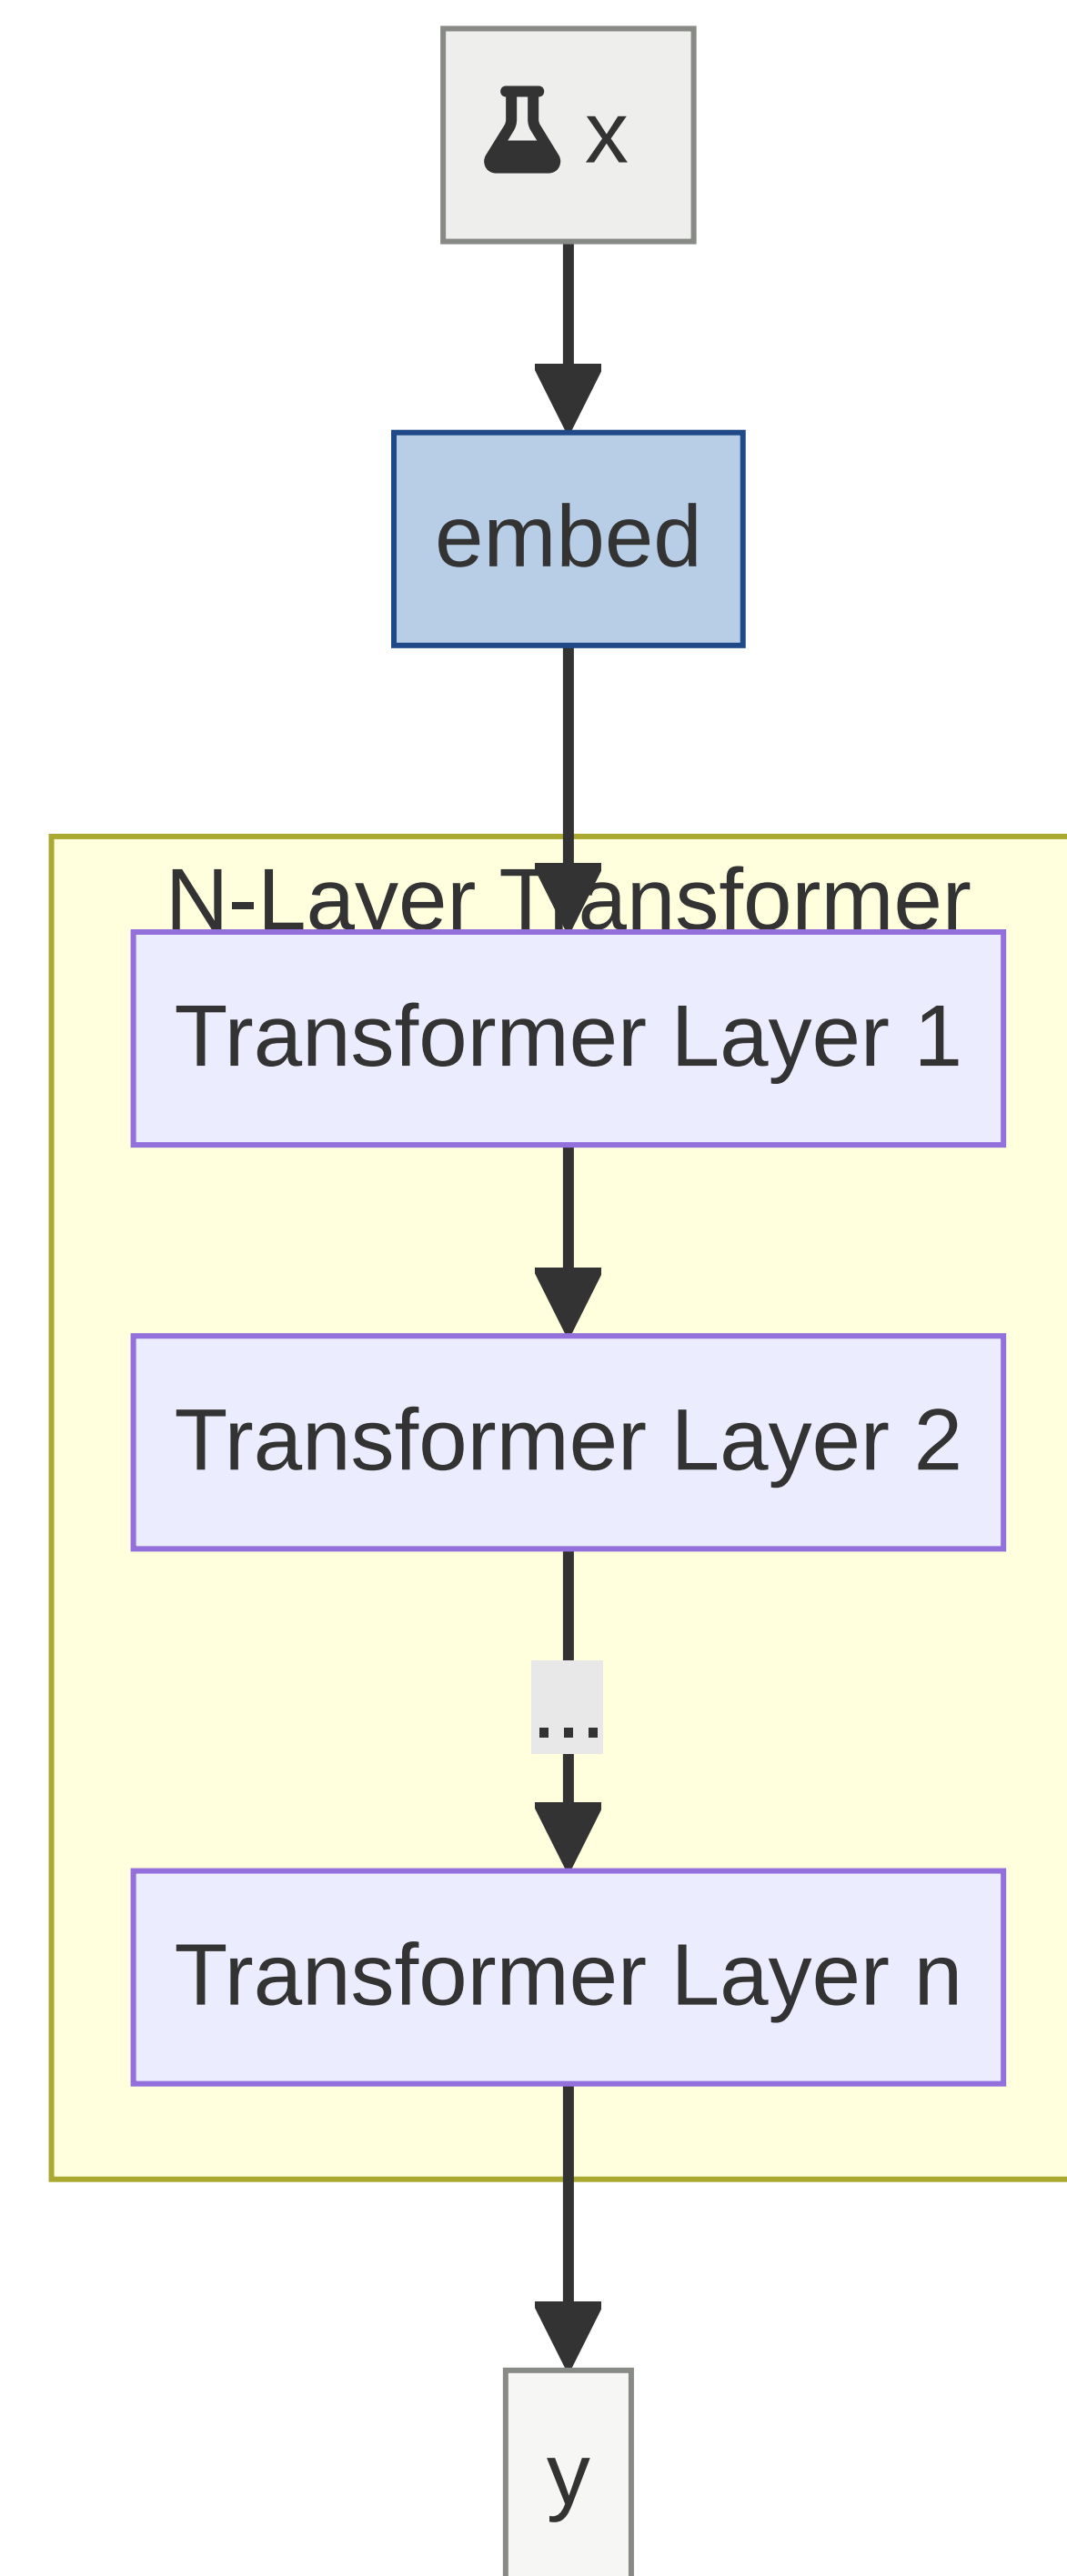 x
embed
N-Layer Transformer
Transformer Layer 1
Transformer Layer 2
...
Transformer Layer n
y